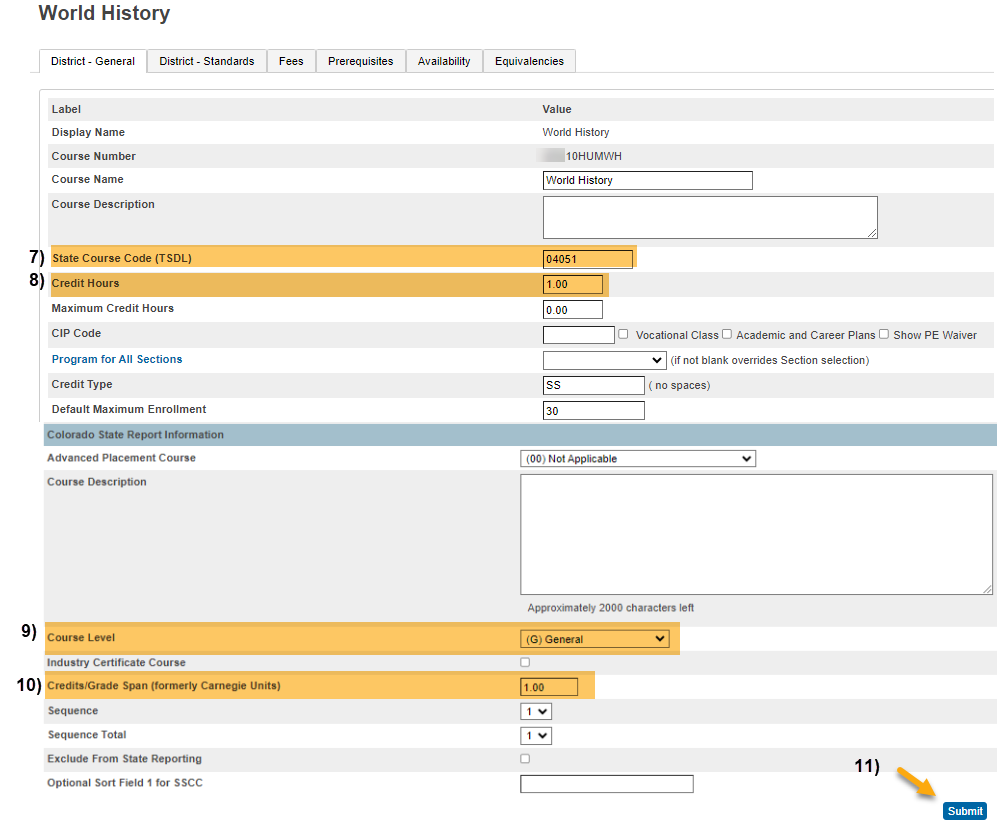 World History
District - General District - Standards Fees Prerequisites Availability Equivalencies
Label Value
Display Name World History
Course Number 10HUMWH
Course Name World History
Course Description
7) State Course Code (TSDL) 04051
8) Credit Hours 1.00
Maximum Credit Hours 0.00
CIP Code Vocational Class Academic and Career Plans Show PE Waiver
Program for All Sections (if not blank overrides Section selection)
Credit Type SS ( no spaces)
Default Maximum Enrollment 30
Colorado State Report Information
Advanced Placement Course (00) Not Applicable
Course Description
Approximately 2000 characters left
9) Course Level (G) General
Industry Certificate Course
10) Credits/Grade Span (formerly Carnegie Units) 1.00
Sequence 1
Sequence Total 1
Exclude From State Reporting
Optional Sort Field 1 for SSCC
11)
Submit